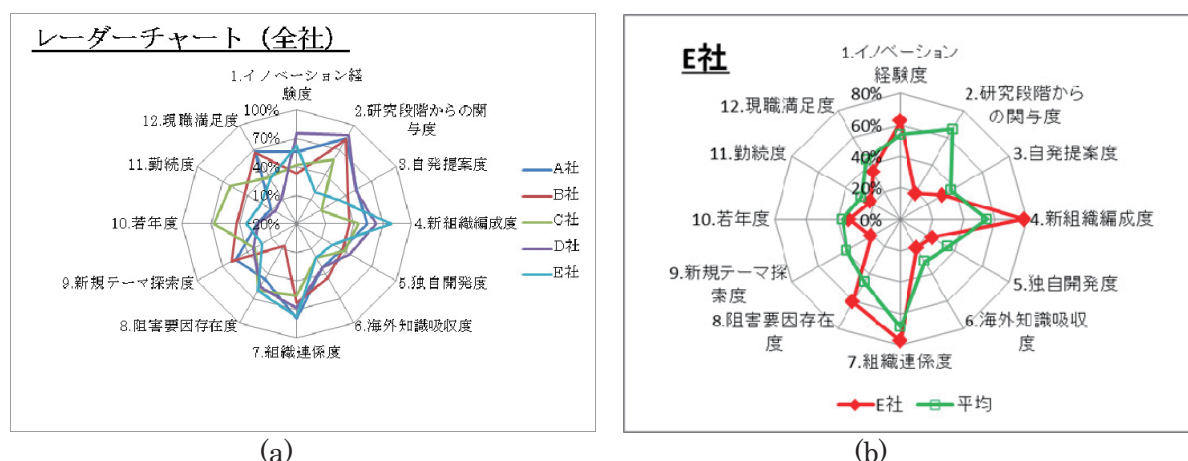 レーダーチャート（全社）
1.イノベーション経
験度
2.研究段階からの関
与度
3.自発提案度
4.新組織編成度
5.独自開発度
6.海外知識吸収度
7.組織連係度
8.阻害要因存在度
9.新規テーマ探索度
10.若年度
11.勤続度
12.現職満足度
100%
70%
40%
10%
-20%
A社
B社
C社
D社
E社
(a)
E社
1.イノベーション
経験度
2.研究段階から
の関与度
3.自発提案度
4.新組織編成度
5.独自開発度
6.海外知識吸収
度
7.組織連係度
8.阻害要因存在
度
9.新規テーマ探
索度
10.若年度
11.勤続度
12.現職満足度
80%
60%
40%
20%
0%
E社
平均
(b)